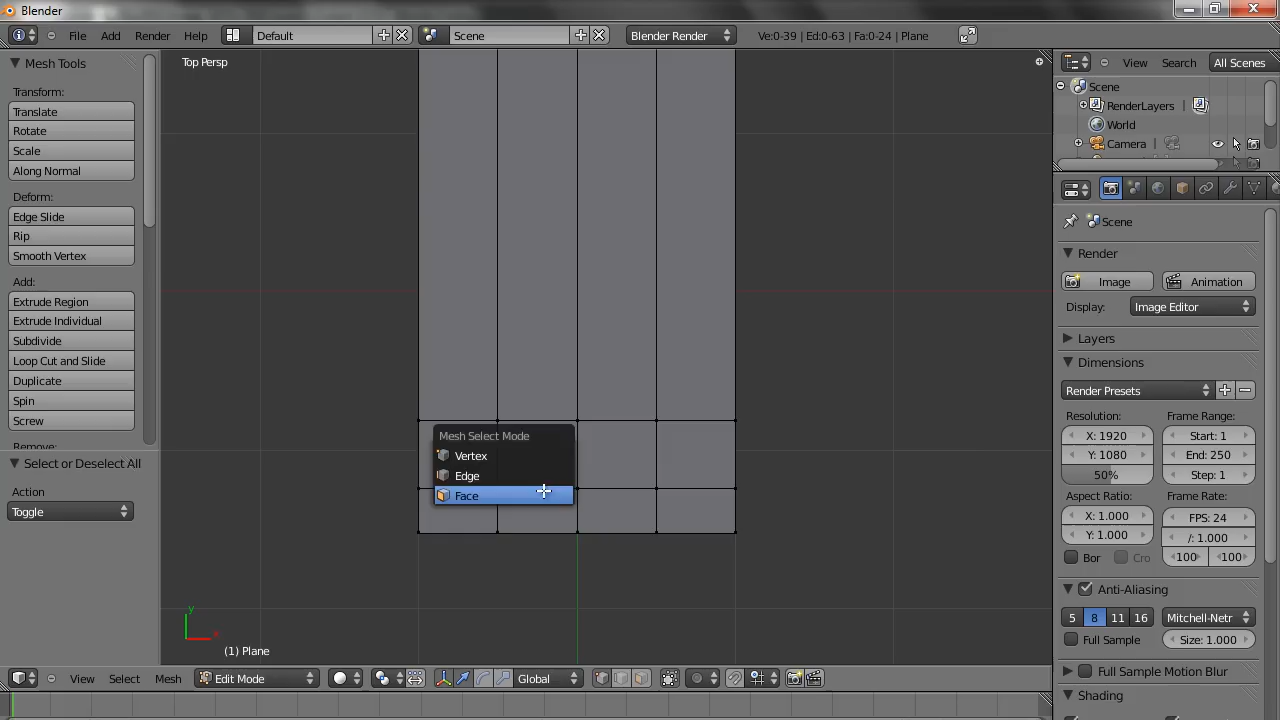 Blender
File Add Render Help Default Scene Blender Render Ve:0-39 | Ed:0-63 | Fa:0-24 | Plane
Mesh Tools
Transform:
Translate
Rotate
Scale
Along Normal
Deform:
Edge Slide
Rip
Smooth Vertex
Add:
Extrude Region
Extrude Individual
Subdivide
Loop Cut and Slide
Duplicate
Spin
Screw
Remove:
Select or Deselect All
Action
Toggle
Top Persp
Mesh Select Mode
Vertex
Edge
Face
y
x
(1) Plane
View Select Mesh Edit Mode Global
View Search All Scenes
Scene
RenderLayers |
World
Camera |
Scene
Render
Image Animation
Display: Image Editor
Layers
Dimensions
Render Presets
Resolution: Frame Range:
X: 1920 Start: 1
Y: 1080 End: 250
50% Step: 1
Aspect Ratio: Frame Rate:
X: 1.000 FPS: 24
Y: 1.000 /: 1.000
Bor Cro 100 100
Anti-Aliasing
5 8 11 16 Mitchell-Netr
Full Sample Size: 1.000
Full Sample Motion Blur
Shading